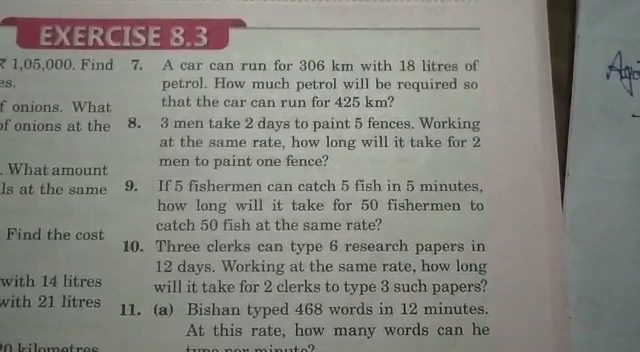 EXERCISE 8.3
₹ 1,05,000. Find
es.
f onions. What
of onions at the
. What amount
ls at the same
Find the cost
with 14 litres
with 21 litres
20 kilometres
7. A car can run for 306 km with 18 litres of
petrol. How much petrol will be required so
that the car can run for 425 km?
8. 3 men take 2 days to paint 5 fences. Working
at the same rate, how long will it take for 2
men to paint one fence?
9. If 5 fishermen can catch 5 fish in 5 minutes,
how long will it take for 50 fishermen to
catch 50 fish at the same rate?
10. Three clerks can type 6 research papers in
12 days. Working at the same rate, how long
will it take for 2 clerks to type 3 such papers?
11. (a) Bishan typed 468 words in 12 minutes.
At this rate, how many words can he
type per minute?